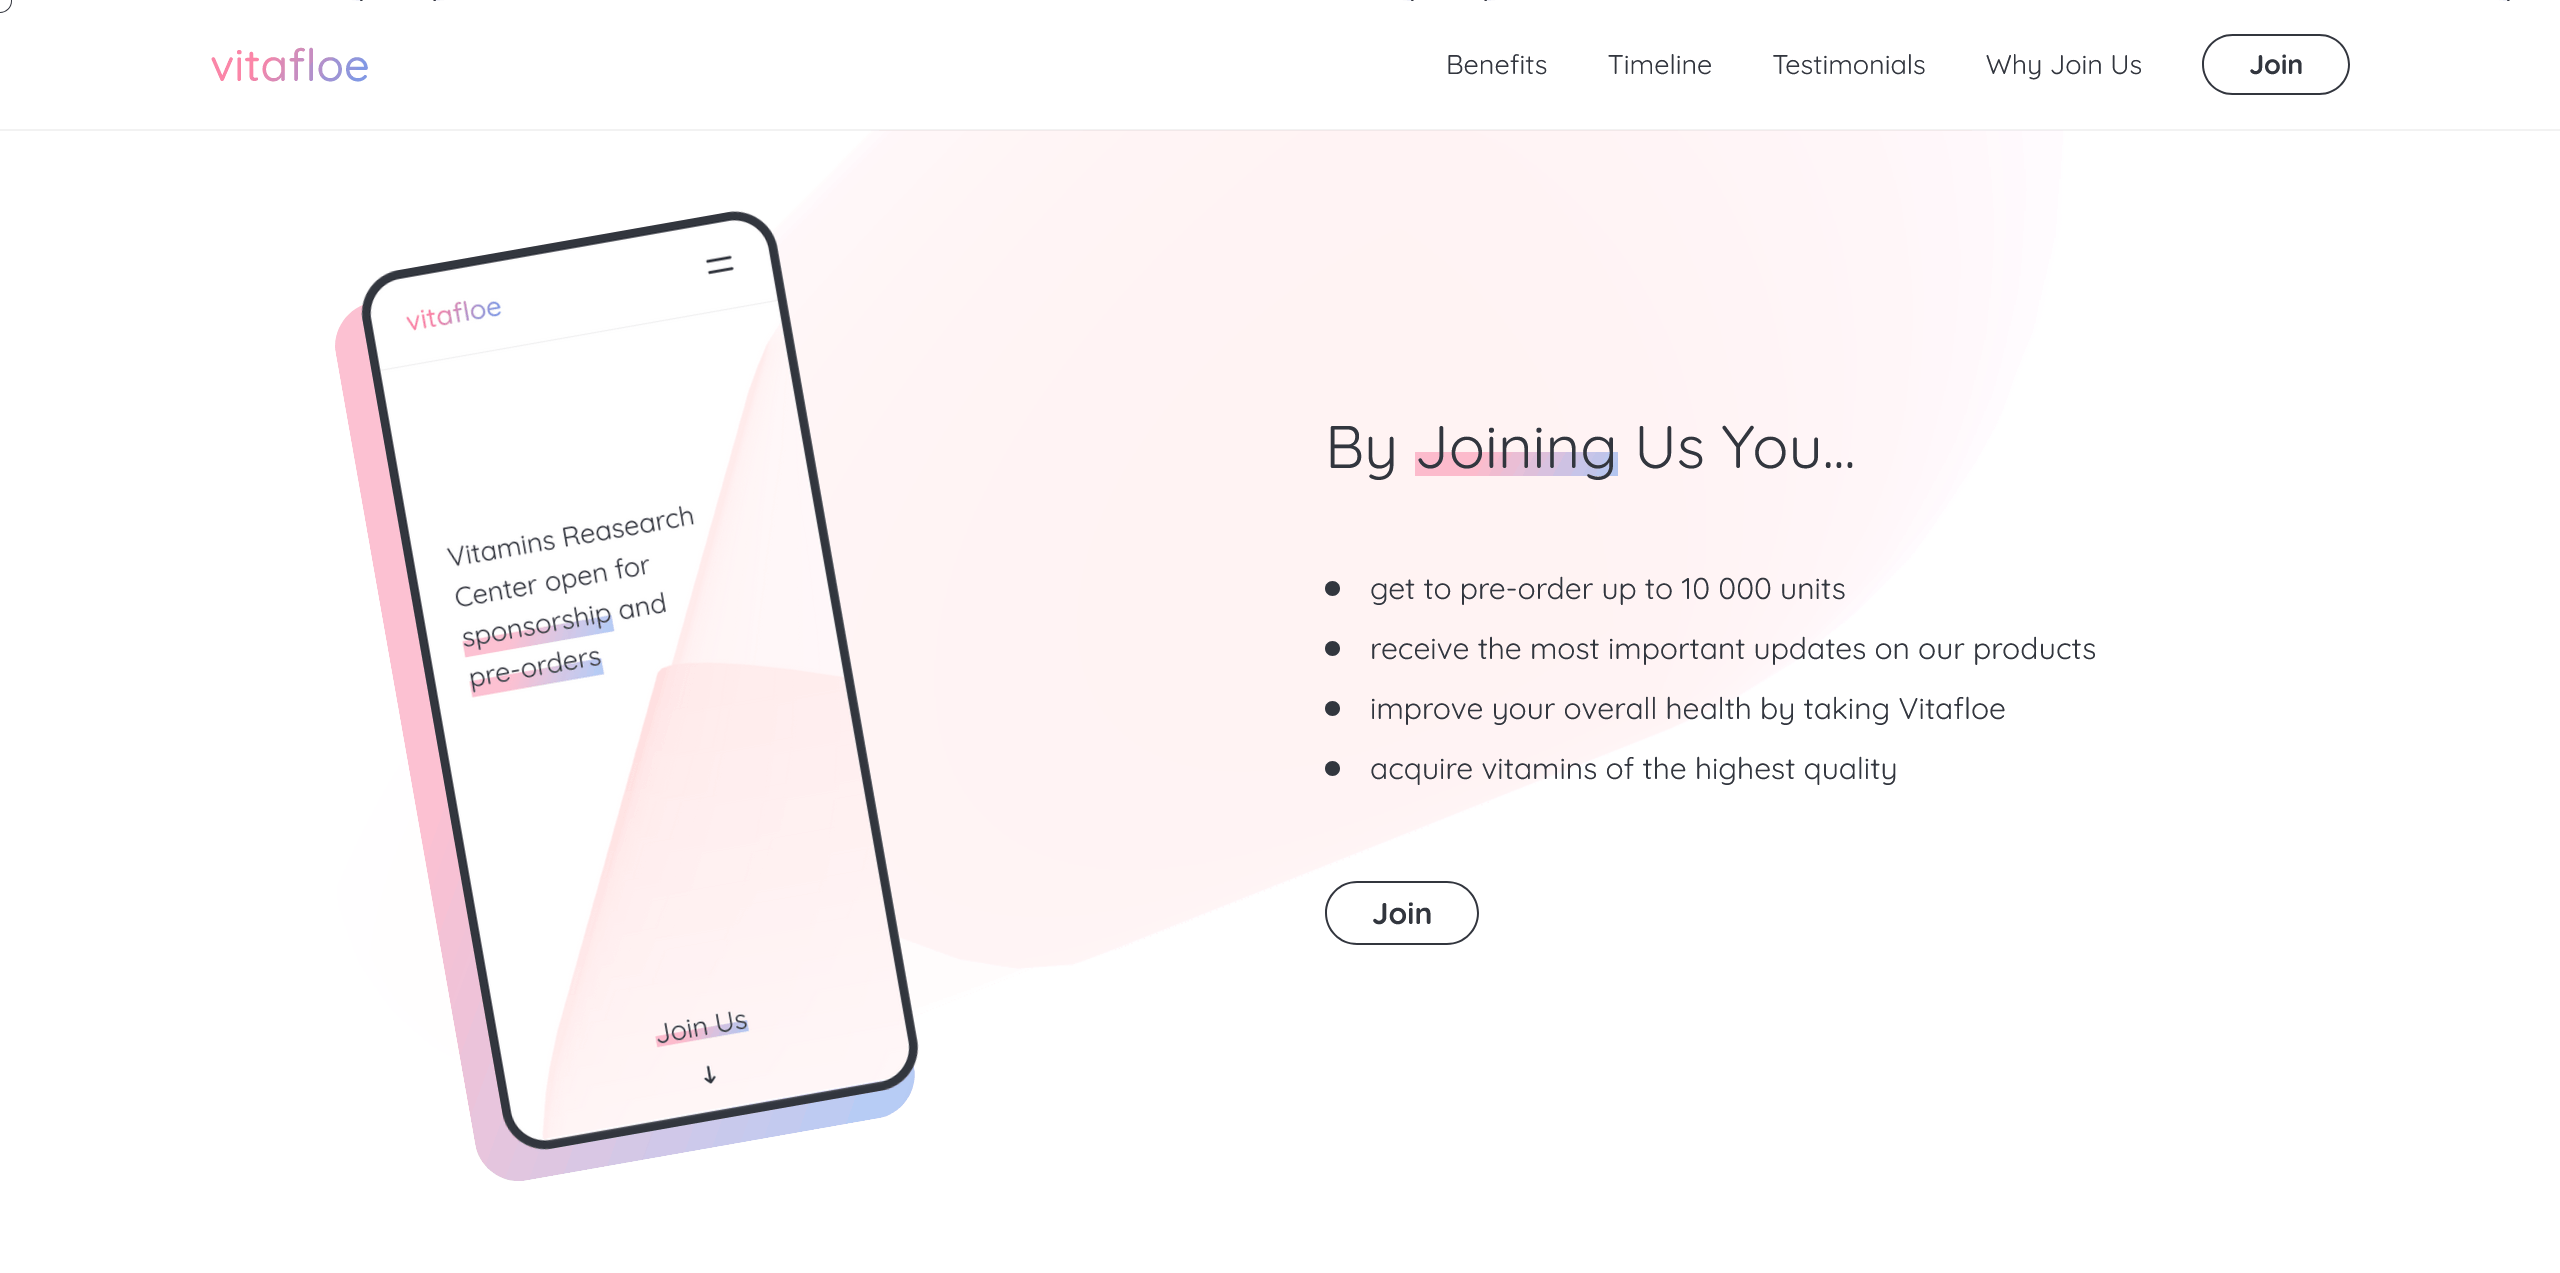 vitafloe
Benefits
Timeline
Testimonials
Why Join Us
Join
vitafloe
Vitamins Reasearch
Center open for
sponsorship and
pre-orders
Join Us
By Joining Us You...
get to pre-order up to 10 000 units
receive the most important updates on our products
improve your overall health by taking Vitafloe
acquire vitamins of the highest quality
Join